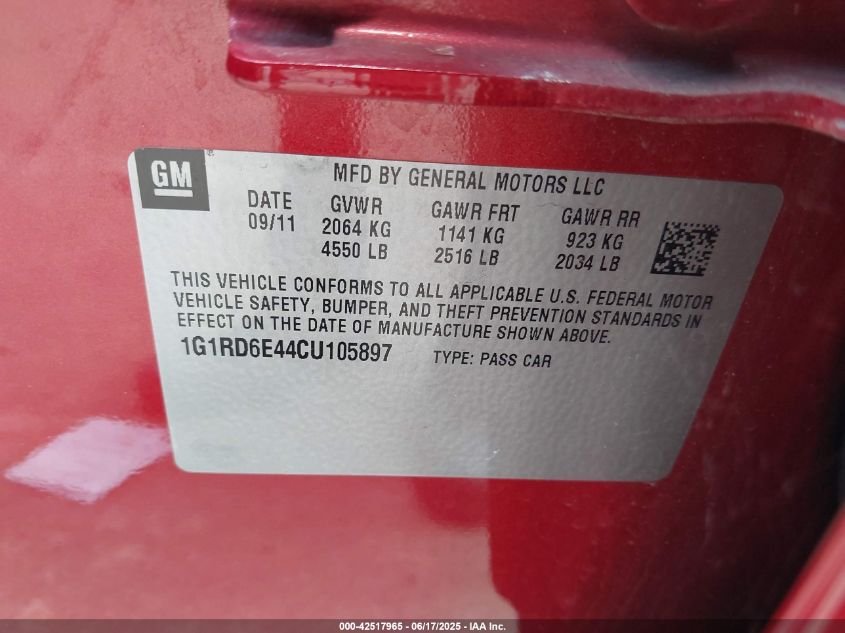 GM
MFD BY GENERAL MOTORS LLC
DATE GVWR GAWR FRT GAWR RR
09/11 2064 KG 1141 KG 923 KG
4550 LB 2516 LB 2034 LB
THIS VEHICLE CONFORMS TO ALL APPLICABLE U.S. FEDERAL MOTOR
VEHICLE SAFETY, BUMPER, AND THEFT PREVENTION STANDARDS IN
EFFECT ON THE DATE OF MANUFACTURE SHOWN ABOVE.
1G1RD6E44CU105897 TYPE: PASS CAR
000-42517965 - 06/17/2025 - IAA Inc.